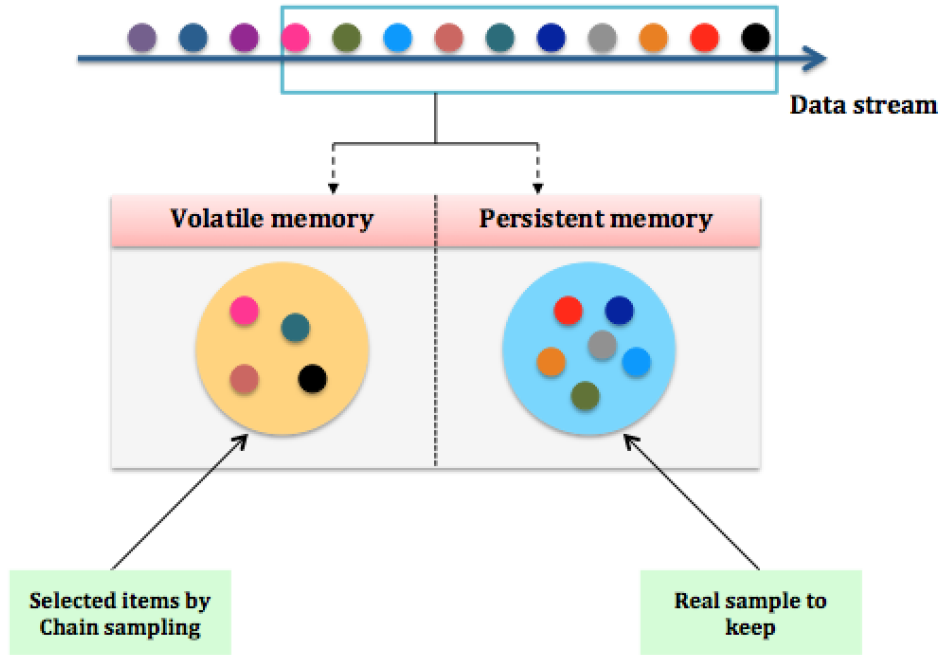 Data stream
Volatile memory
Persistent memory
Selected items by
Chain sampling
Real sample to
keep